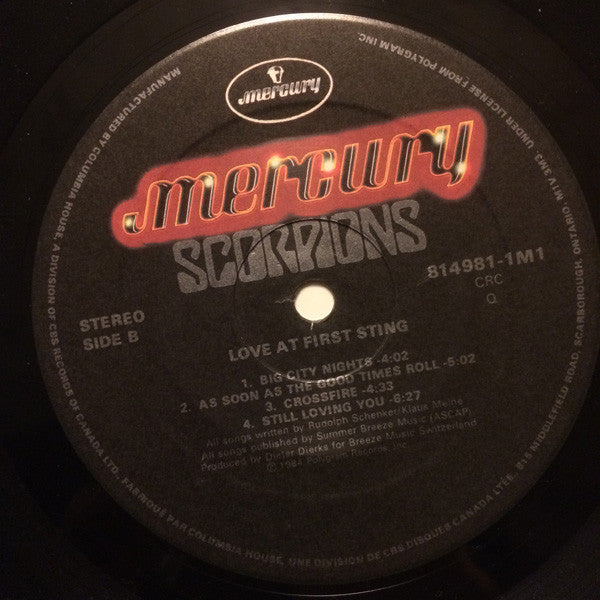 MANUFACTURED BY COLUMBIA HOUSE, A DIVISION OF CBS RECORDS OF CANADA LTD., UNDER LICENSE FROM POLYGRAM INC.
mercury
mercury
SCORPIONS
814981-1M1
CRC
Q
STEREO
SIDE B
LOVE AT FIRST STING
1. BIG CITY NIGHTS -4:02
2. AS SOON AS THE GOOD TIMES ROLL -5:02
3. CROSSFIRE -4:33
4. STILL LOVING YOU -6:27
All songs written by Rudolph Schenker/Klaus Meine
All songs published by Summer Breeze Music (ASCAP)
Produced by Dieter Dierks for Breeze Music Switzerland
℗ 1984 PolyGram Records, Inc.
FABRIQUÉ PAR COLUMBIA HOUSE, UNE DIVISION DE CBS DISQUES CANADA LTÉE. 815 MIDDLEFIELD ROAD, SCARBOROUGH, ONTARIO, M1V 3M3.